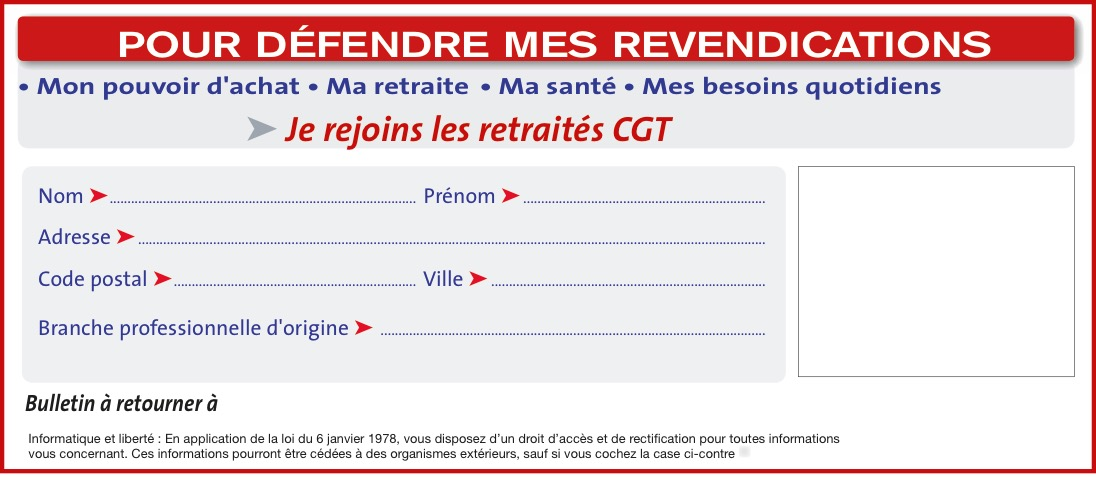 POUR DÉFENDRE MES REVENDICATIONS
• Mon pouvoir d'achat • Ma retraite • Ma santé • Mes besoins quotidiens
➤ Je rejoins les retraités CGT
Nom ➤ ........................ Prénom ➤ ........................
Adresse ➤ ........................
Code postal ➤ ........................ Ville ➤ ........................
Branche professionnelle d'origine ➤ ........................
Bulletin à retourner à
Informatique et liberté : En application de la loi du 6 janvier 1978, vous disposez d’un droit d’accès et de rectification pour toutes informations
vous concernant. Ces informations pourront être cédées à des organismes extérieurs, sauf si vous cochez la case ci-contre